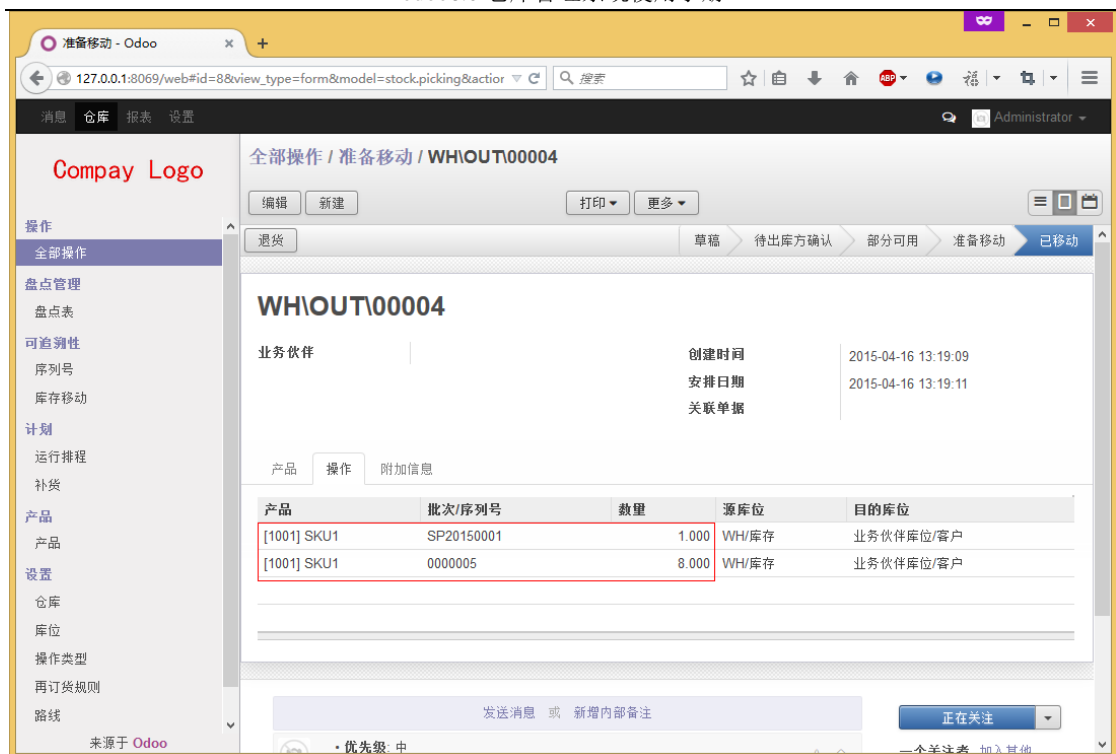 准备移动 - Odoo
127.0.0.1:8069/web#id=8&view_type=form&model=stock.picking&action
搜索
ABP
消息 仓库 报表 设置
Administrator
Compay Logo
全部操作 / 准备移动 / WH\OUT\00004
编辑 新建 打印 更多
操作
全部操作
盘点管理
盘点表
可追溯性
序列号
库存移动
计划
运行排程
补货
产品
产品
设置
仓库
库位
操作类型
再订货规则
路线
来源于 Odoo
退货
草稿 待出库方确认 部分可用 准备移动 已移动
WH\OUT\00004
业务伙伴
创建时间 2015-04-16 13:19:09
安排日期 2015-04-16 13:19:11
关联单据
产品 操作 附加信息
产品 批次/序列号 数量 源库位 目的库位
[1001] SKU1 SP20150001 1.000 WH/库存 业务伙伴库位/客户
[1001] SKU1 0000005 8.000 WH/库存 业务伙伴库位/客户
发送消息 或 新增内部备注
正在关注
• 优先级: 中
一个关注者 加入其他